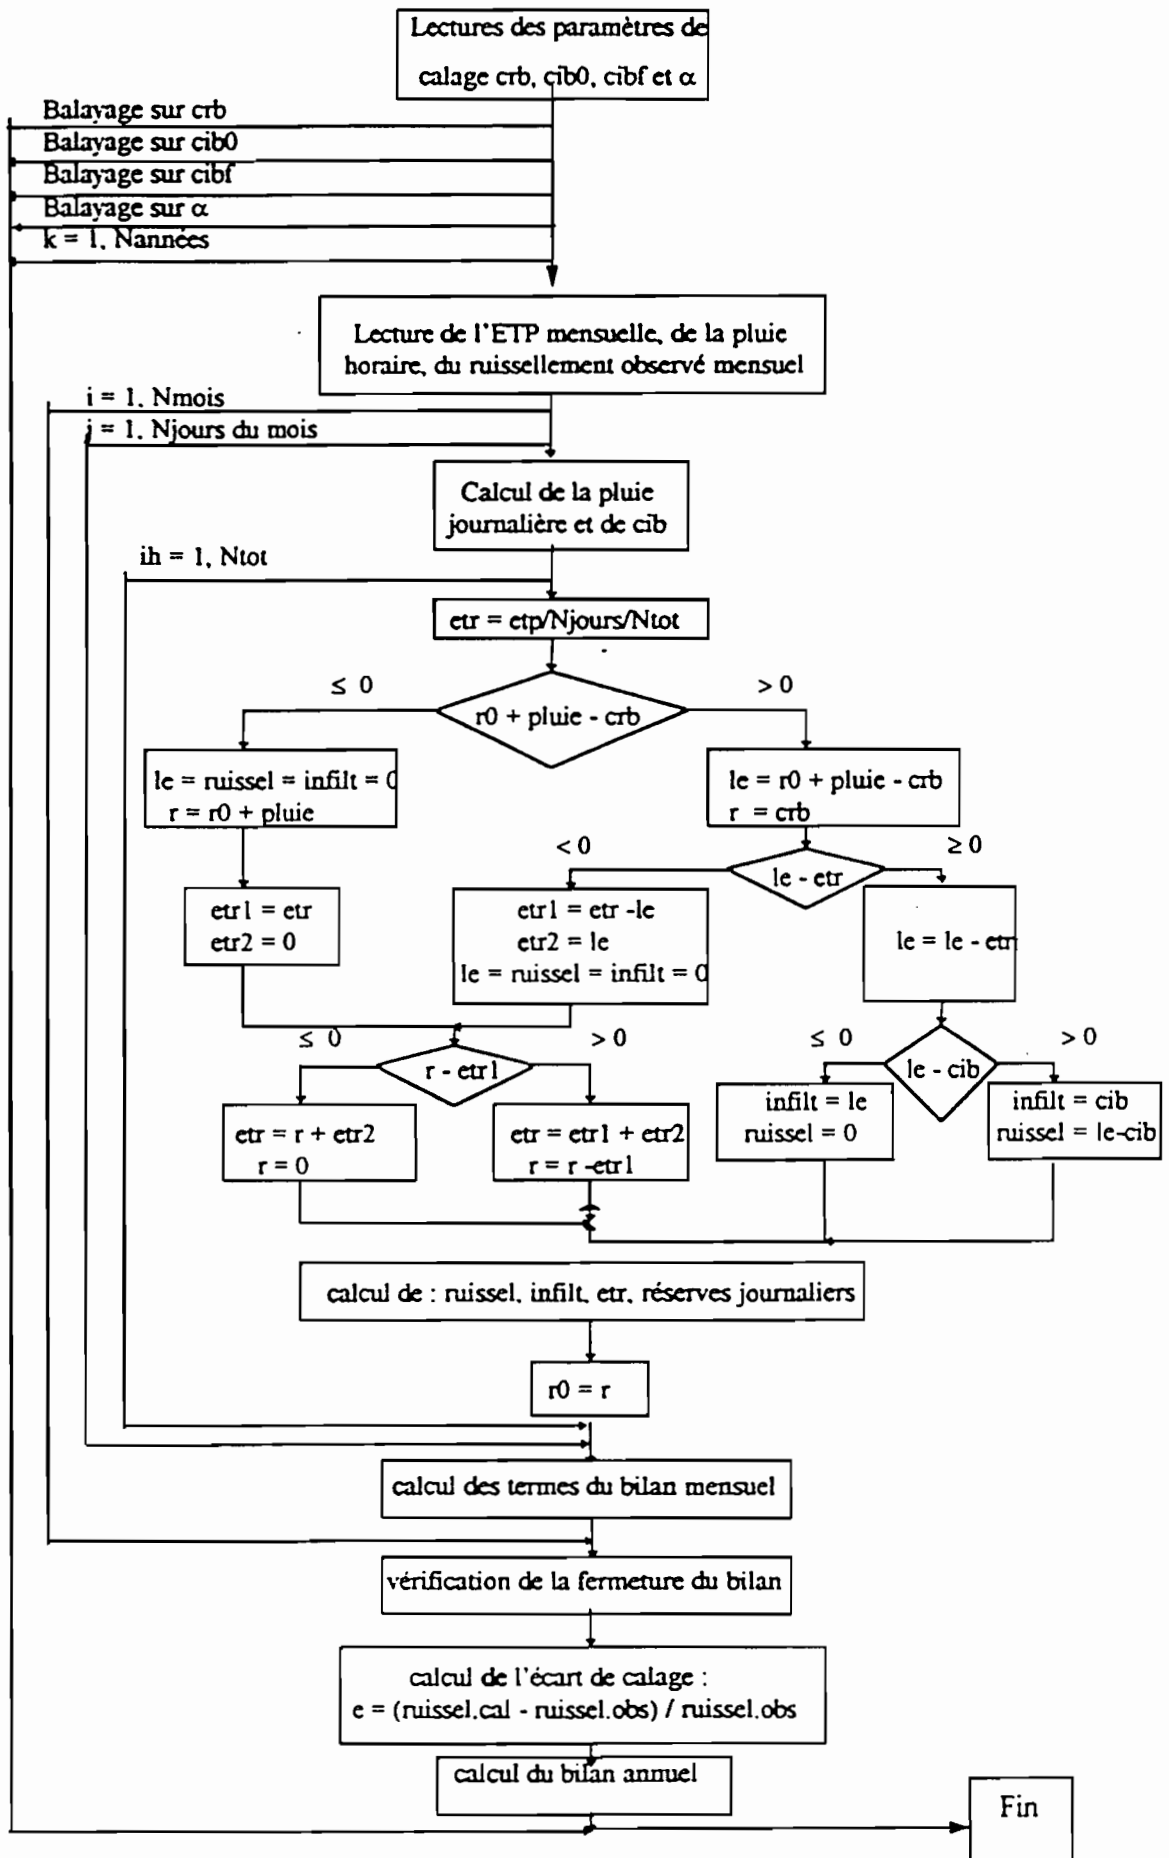 Lectures des paramètres de
calage crb, cib0, cibf et α
Balayage sur crb
Balayage sur cib0
Balayage sur cibf
Balayage sur α
k = 1, Nannées
Lecture de l'ETP mensuelle, de la pluie
horaire, du ruissellement observé mensuel
i = 1, Nmois
j = 1, Njours du mois
Calcul de la pluie
journalière et de cib
ih = 1, Ntot
etr = etp/Njours/Ntot
≤ 0
> 0
r0 + pluie - crb
le = ruissel = infilt = 0
r = r0 + pluie
le = r0 + pluie - crb
r = crb
< 0
≥ 0
le - etr
etr1 = etr
etr2 = 0
etr1 = etr -le
etr2 = le
le = ruissel = infilt = 0
le = le - etr
≤ 0
> 0
≤ 0
> 0
r - etr1
le - cib
etr = r + etr2
r = 0
etr = etr1 + etr2
r = r -etr1
infilt = le
ruissel = 0
infilt = cib
ruissel = le-cib
calcul de : ruissel, infilt, etr, réserves journaliers
r0 = r
calcul des termes du bilan mensuel
vérification de la fermeture du bilan
calcul de l'écart de calage :
e = (ruissel.cal - ruissel.obs) / ruissel.obs
calcul du bilan annuel
Fin